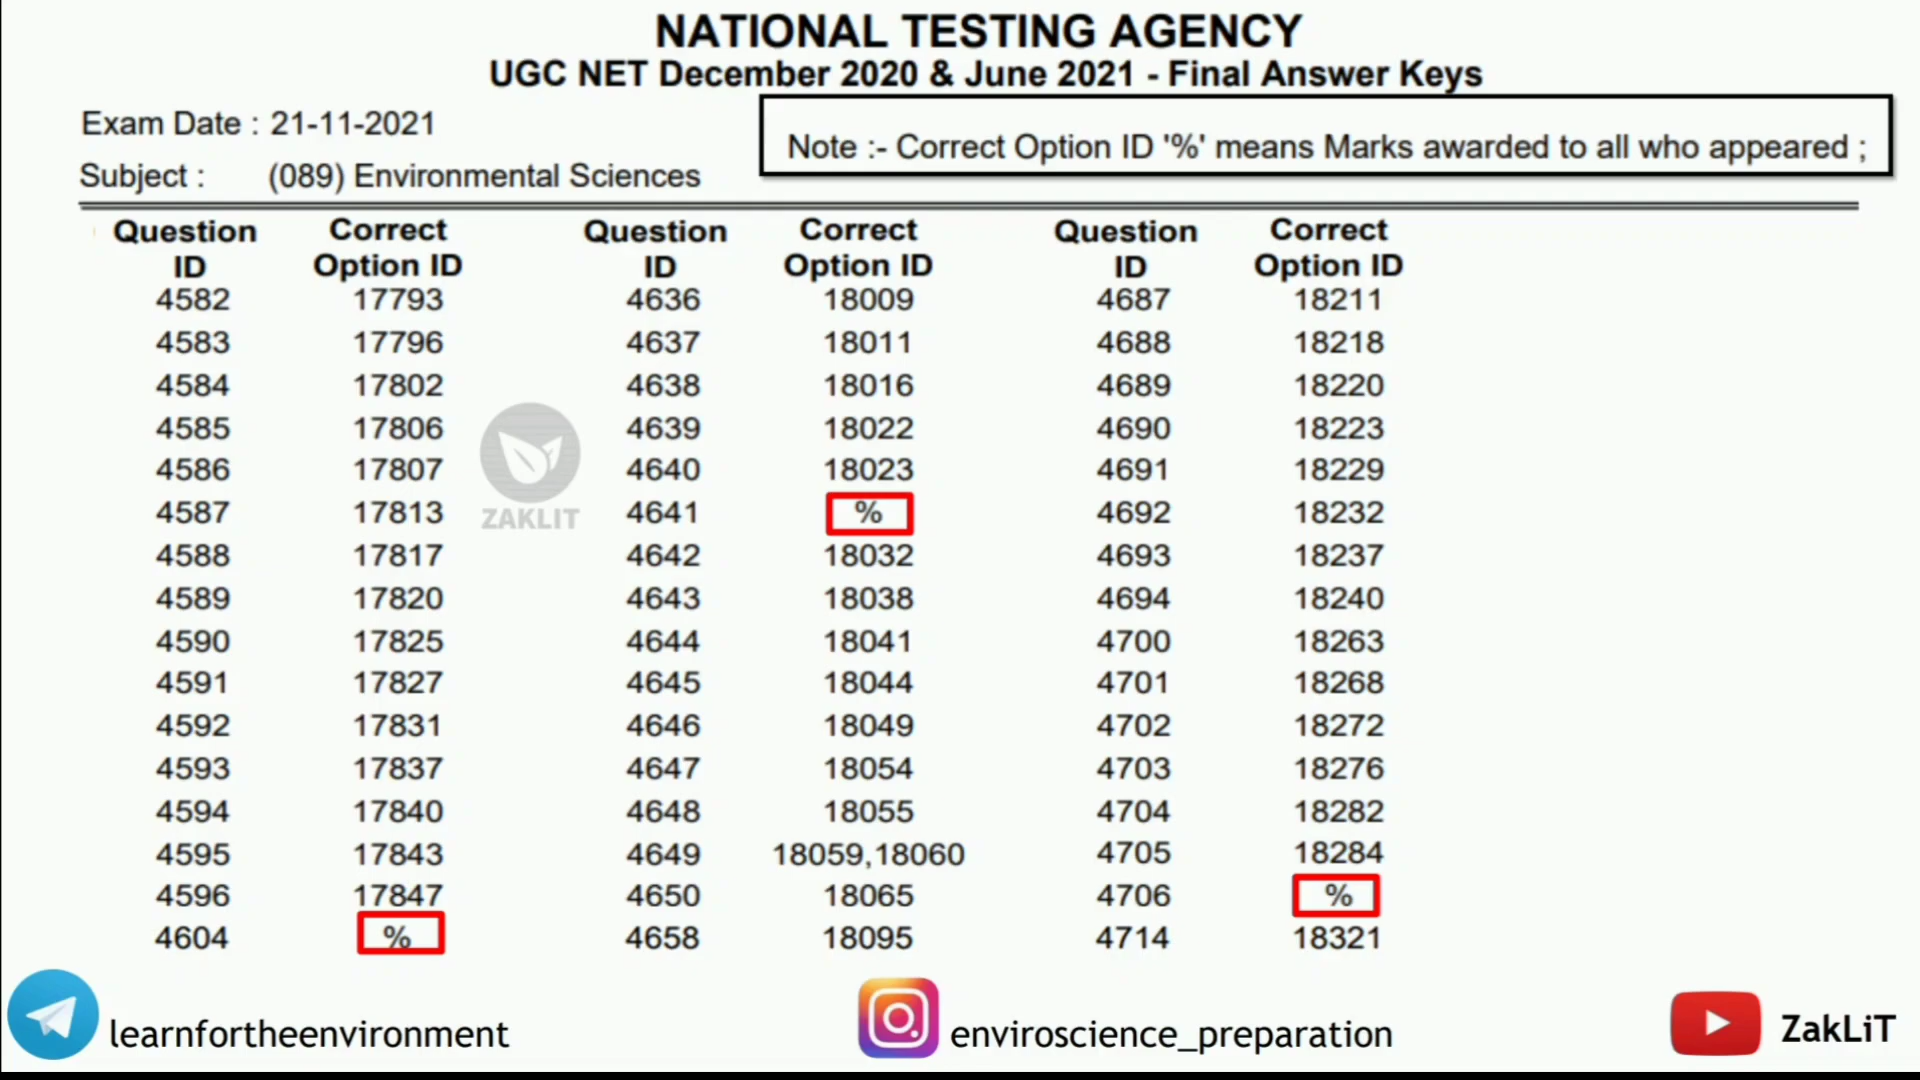 NATIONAL TESTING AGENCY
UGC NET December 2020 & June 2021 - Final Answer Keys
Exam Date : 21-11-2021
Note :- Correct Option ID '%' means Marks awarded to all who appeared ;
Subject : (089) Environmental Sciences
Question ID Correct Option ID Question ID Correct Option ID Question ID Correct Option ID
4582 17793 4636 18009 4687 18211
4583 17796 4637 18011 4688 18218
4584 17802 4638 18016 4689 18220
4585 17806 4639 18022 4690 18223
4586 17807 4640 18023 4691 18229
4587 17813 4641 % 4692 18232
ZAKLIT
4588 17817 4642 18032 4693 18237
4589 17820 4643 18038 4694 18240
4590 17825 4644 18041 4700 18263
4591 17827 4645 18044 4701 18268
4592 17831 4646 18049 4702 18272
4593 17837 4647 18054 4703 18276
4594 17840 4648 18055 4704 18282
4595 17843 4649 18059,18060 4705 18284
4596 17847 4650 18065 4706 %
4604 % 4658 18095 4714 18321
learnfortheenvironment
enviroscience_preparation
ZakLiT